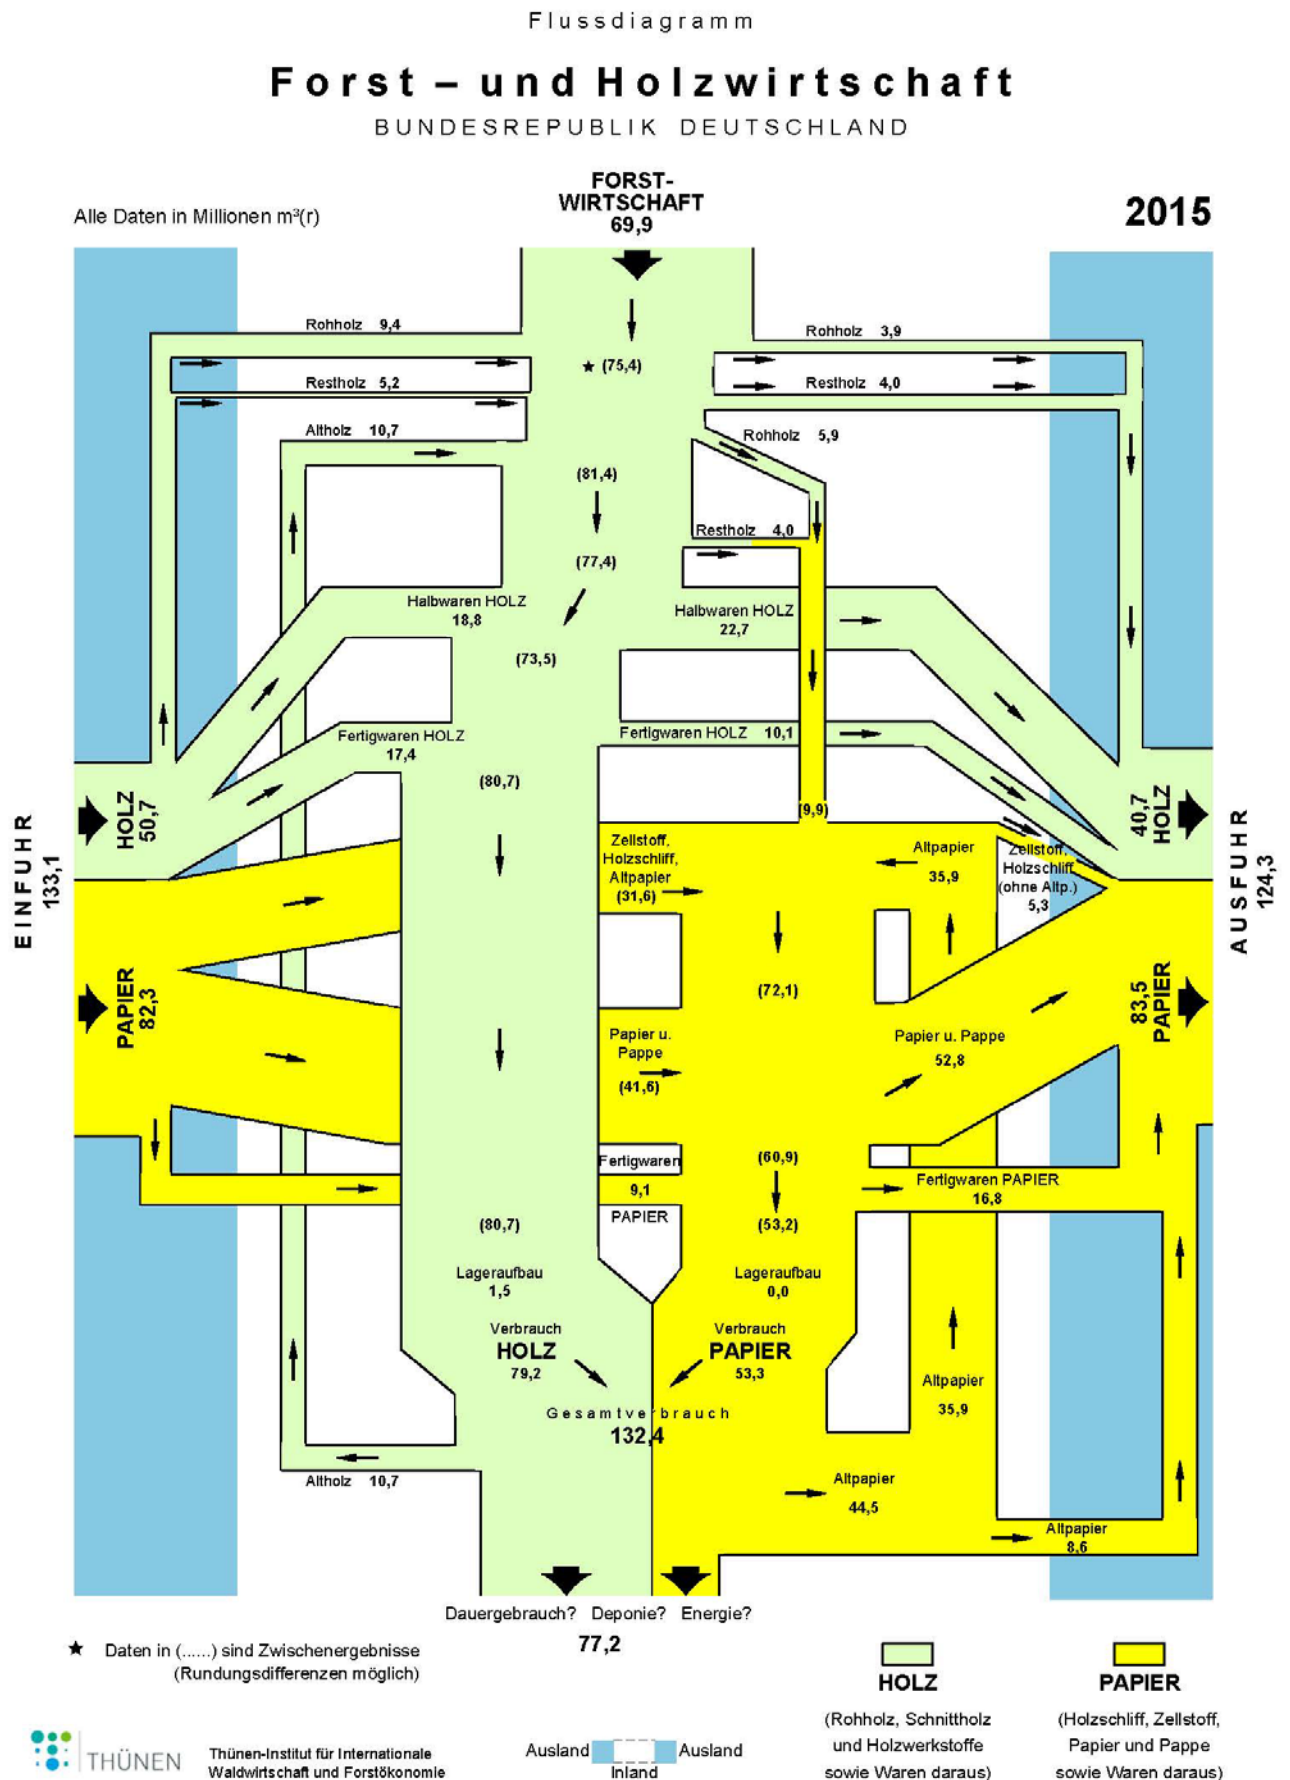 Flussdiagramm
Forst – und Holzwirtschaft
BUNDESREPUBLIK DEUTSCHLAND
FORST-
WIRTSCHAFT
69,9
Alle Daten in Millionen m³(r)
2015
Rohholz 9,4
Rohholz 3,9
★ (75,4)
Restholz 5,2
Restholz 4,0
Altholz 10,7
Rohholz 5,9
(81,4)
Restholz 4,0
(77,4)
Halbwaren HOLZ
18,8
Halbwaren HOLZ
22,7
(73,5)
Fertigwaren HOLZ
17,4
Fertigwaren HOLZ 10,1
(80,7)
EINFUHR
133,1
HOLZ
50,7
(9,9)
40,7
HOLZ
AUSFUHR
124,3
Zellstoff,
Holzschliff,
Altpapier
(31,6)
Altpapier
35,9
Zellstoff,
Holzschliff
(ohne Altp.)
5,3
PAPIER
82,3
(72,1)
83,5
PAPIER
Papier u.
Pappe
(41,6)
Papier u. Pappe
52,8
Fertigwaren
9,1
PAPIER
(60,9)
Fertigwaren PAPIER
16,8
(80,7)
(53,2)
Lageraufbau
1,5
Lageraufbau
0,0
Verbrauch
HOLZ
79,2
Verbrauch
PAPIER
53,3
Altpapier
35,9
Gesamtverbrauch
132,4
Altholz 10,7
Altpapier
44,5
Altpapier
8,6
Dauergebrauch? Deponie? Energie?
77,2
★ Daten in (......) sind Zwischenergebnisse
(Rundungsdifferenzen möglich)
HOLZ
(Rohholz, Schnittholz
und Holzwerkstoffe
sowie Waren daraus)
PAPIER
(Holzschliff, Zellstoff,
Papier und Pappe
sowie Waren daraus)
THÜNEN
Thünen-Institut für Internationale
Waldwirtschaft und Forstökonomie
Ausland Ausland
Inland